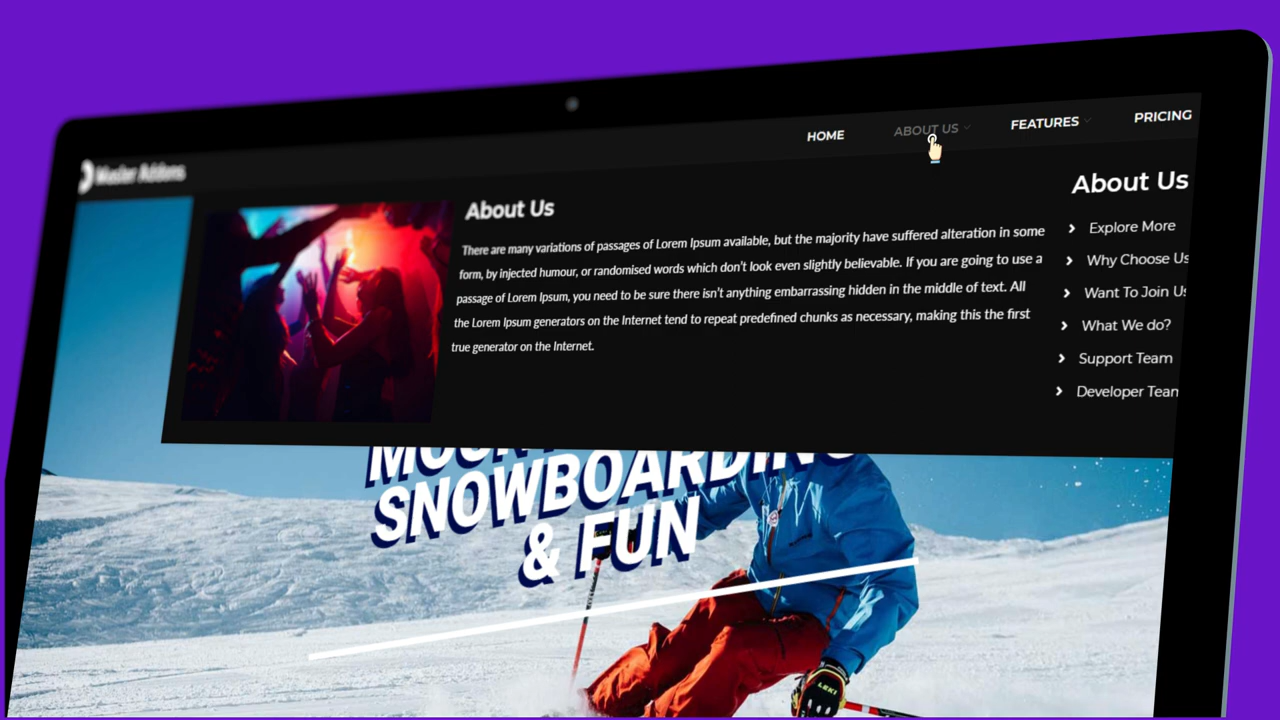 Master Addons
HOME
ABOUT US
FEATURES
PRICING
About Us
There are many variations of passages of Lorem Ipsum available, but the majority have suffered alteration in some
form, by injected humour, or randomised words which don't look even slightly believable. If you are going to use a
passage of Lorem Ipsum, you need to be sure there isn't anything embarrassing hidden in the middle of text. All
the Lorem Ipsum generators on the Internet tend to repeat predefined chunks as necessary, making this the first
true generator on the Internet.
About Us
Explore More
Why Choose Us
Want To Join Us
What We do?
Support Team
Developer Team
SNOWBOARDING
& FUN
LEKI